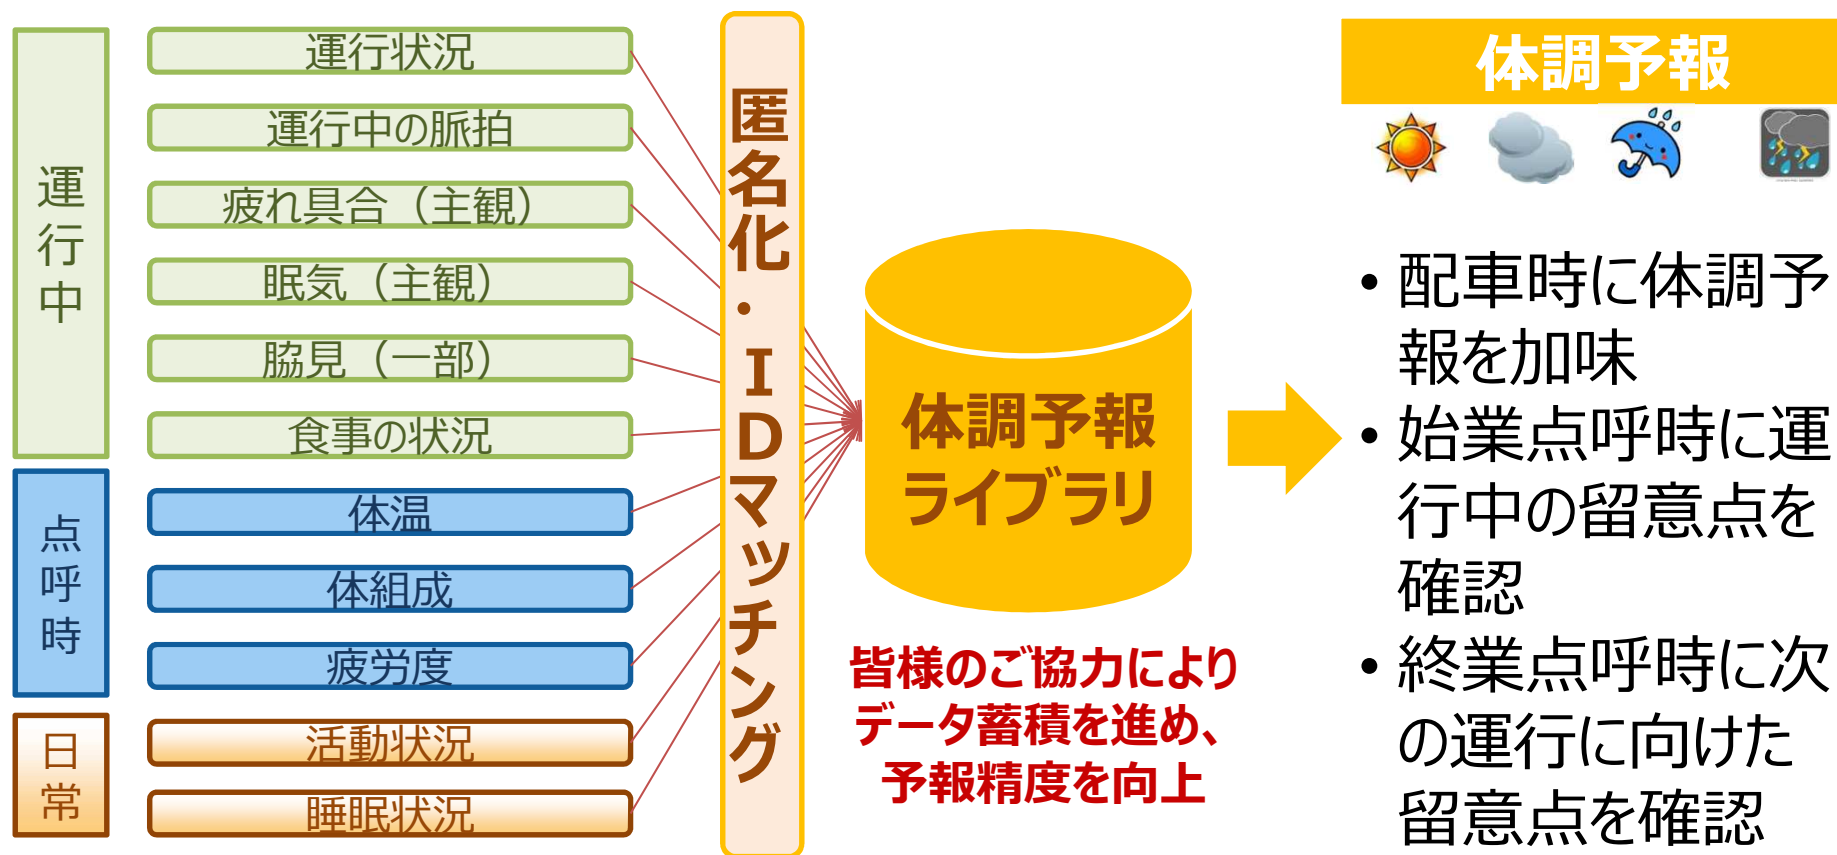 運行中
運行状況
運行中の脈拍
疲れ具合（主観）
眠気（主観）
脇見（一部）
食事の状況
点呼時
体温
体組成
疲労度
日常
活動状況
睡眠状況
匿名化・IDマッチング
体調予報
ライブラリ
皆様のご協力により
データ蓄積を進め、
予報精度を向上
体調予報
• 配車時に体調予
報を加味
• 始業点呼時に運
行中の留意点を
確認
• 終業点呼時に次
の運行に向けた
留意点を確認